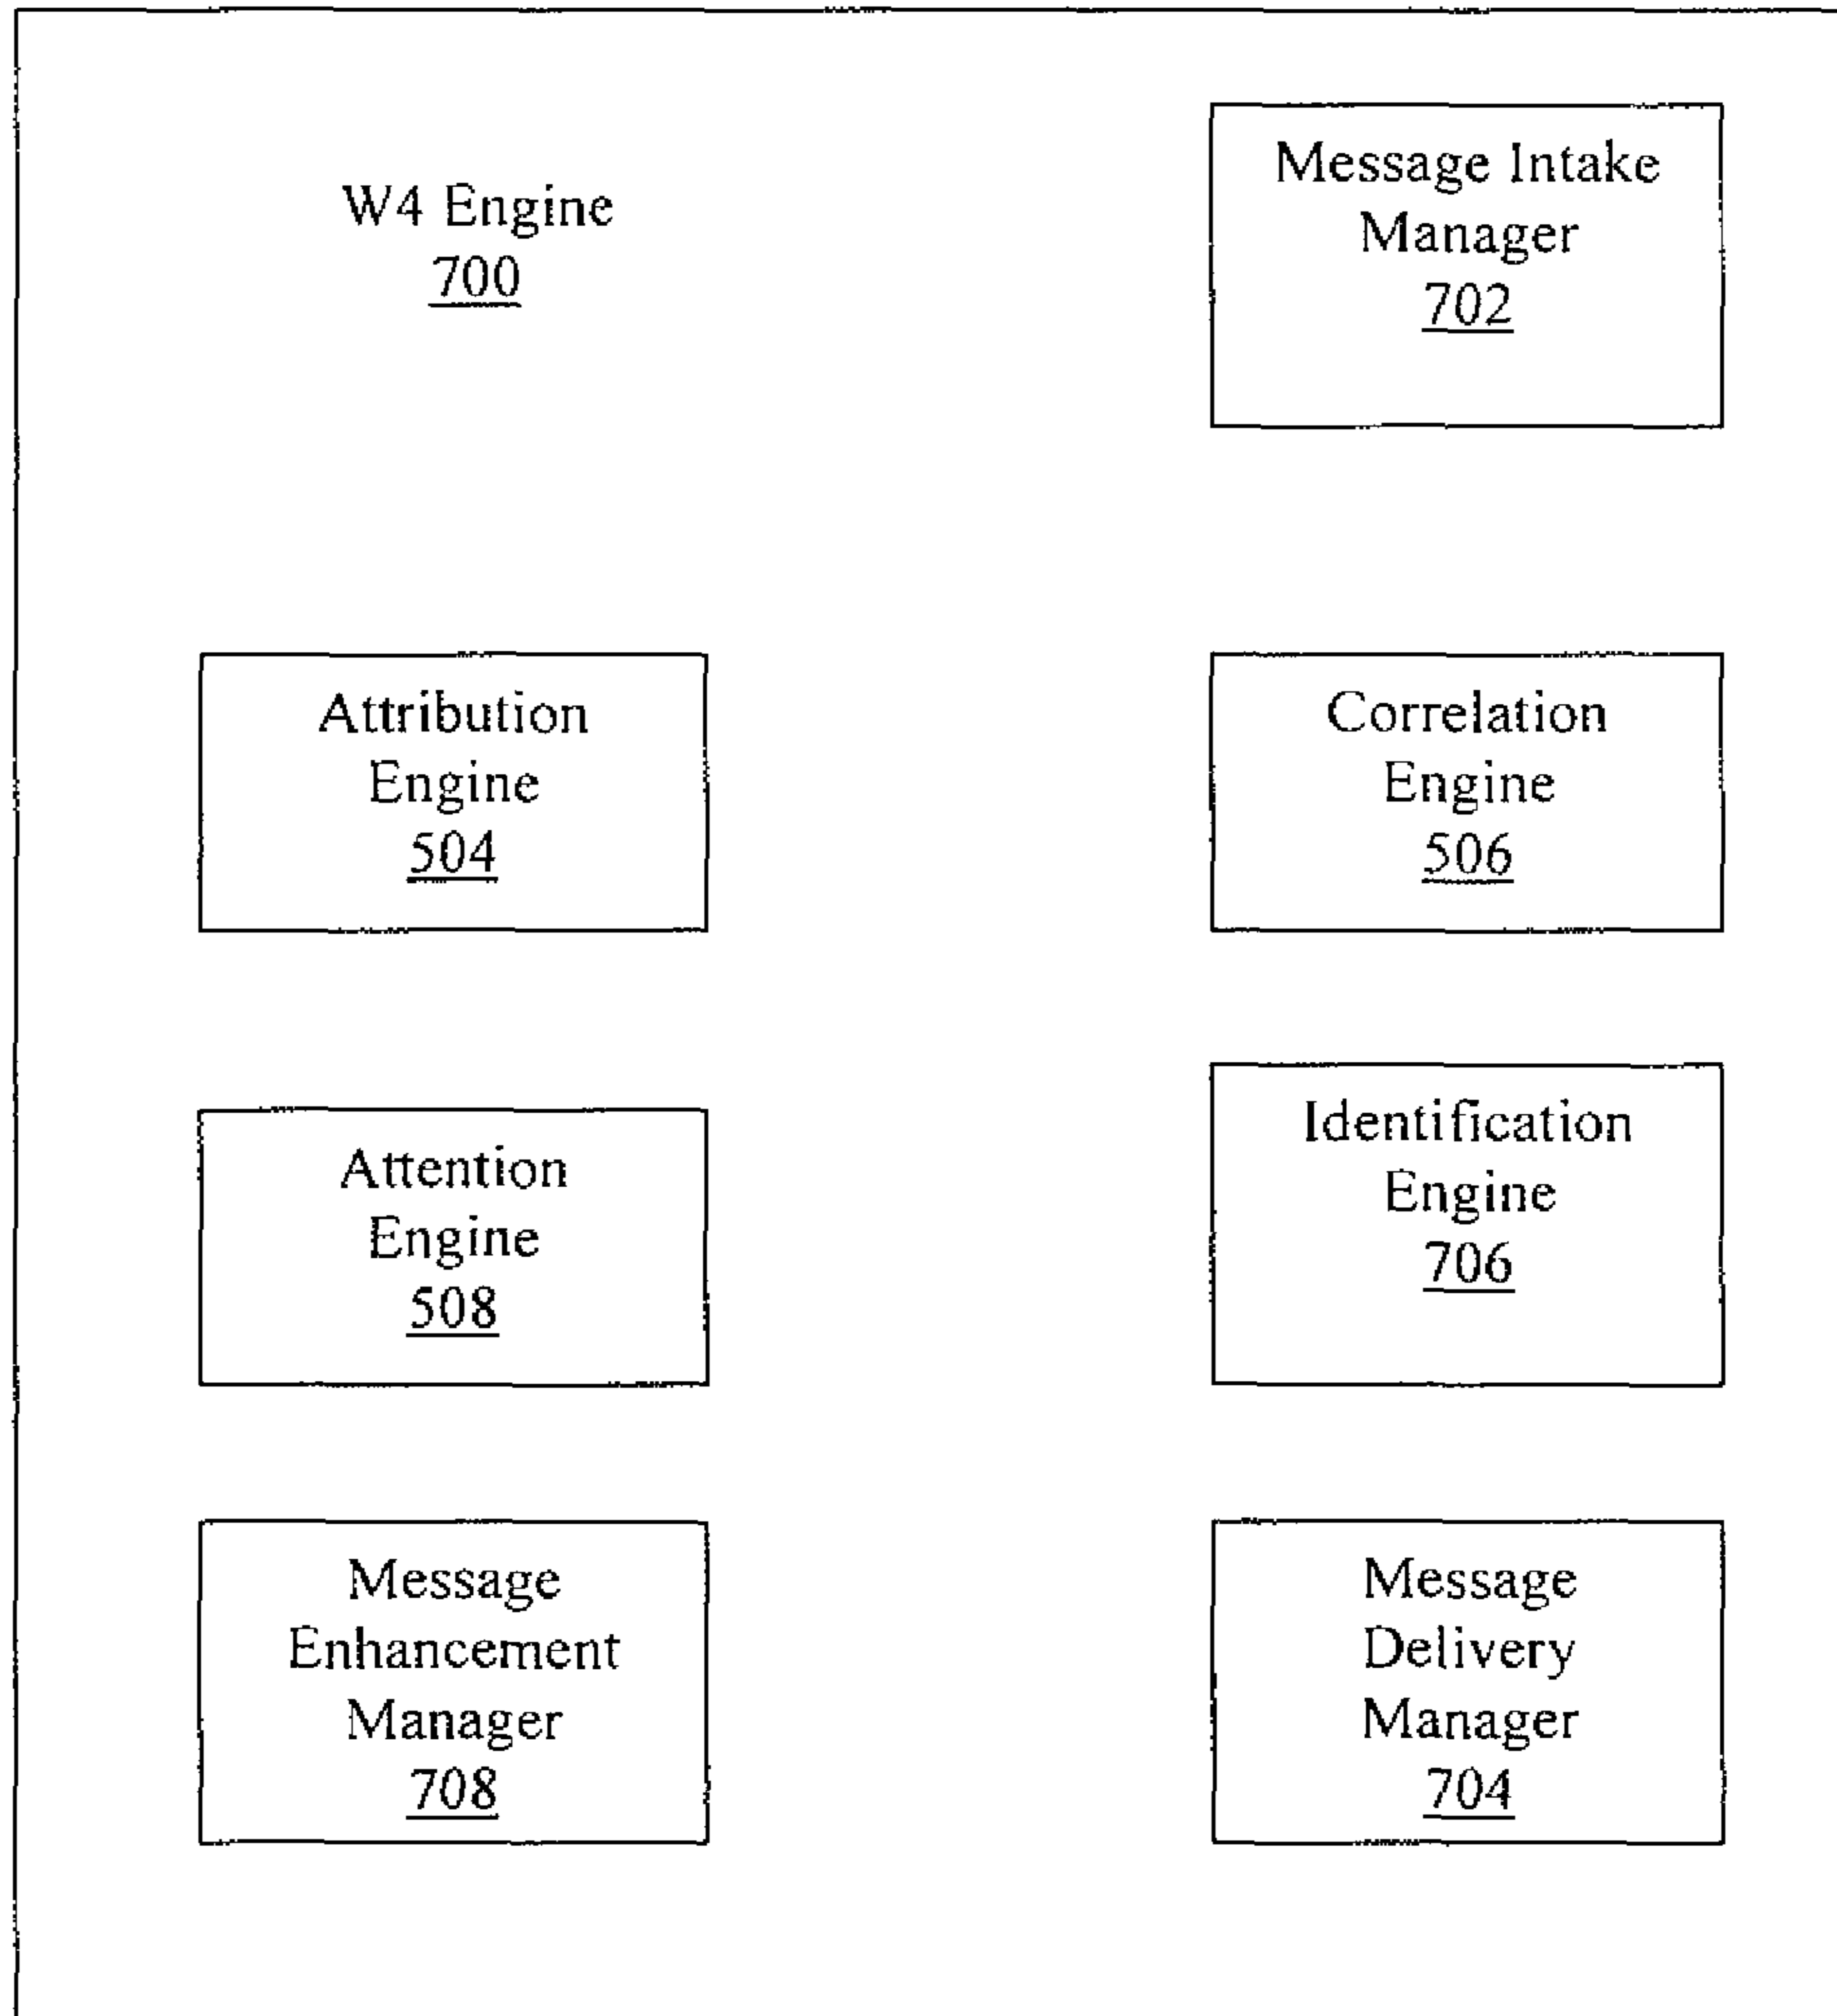 W4 Engine
700
Message Intake
Manager
702
Attribution
Engine
504
Correlation
Engine
506
Attention
Engine
508
Identification
Engine
706
Message
Enhancement
Manager
708
Message
Delivery
Manager
704